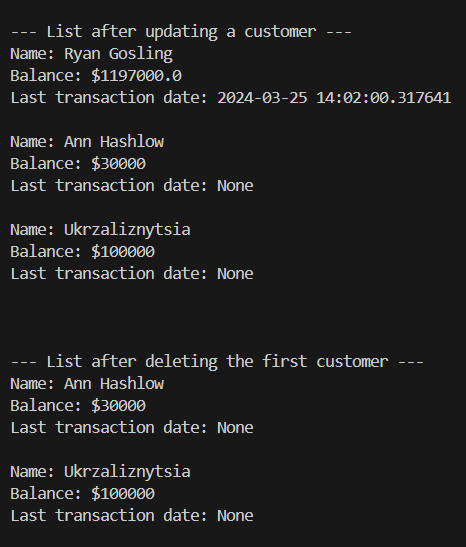 --- List after updating a customer ---
Name: Ryan Gosling
Balance: $1197000.0
Last transaction date: 2024-03-25 14:02:00.317641
Name: Ann Hashlow
Balance: $30000
Last transaction date: None
Name: Ukrzaliznytsia
Balance: $100000
Last transaction date: None
--- List after deleting the first customer ---
Name: Ann Hashlow
Balance: $30000
Last transaction date: None
Name: Ukrzaliznytsia
Balance: $100000
Last transaction date: None